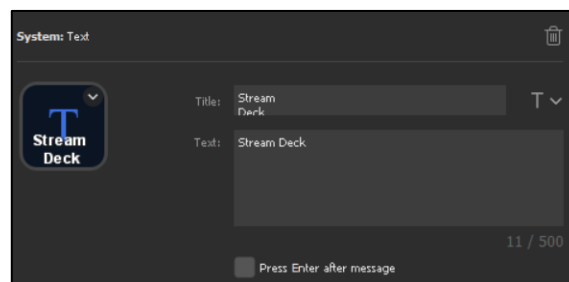 System: Text
T
Stream
Deck
Title:
Stream
Deck
T
Text:
Stream Deck
11 / 500
Press Enter after message